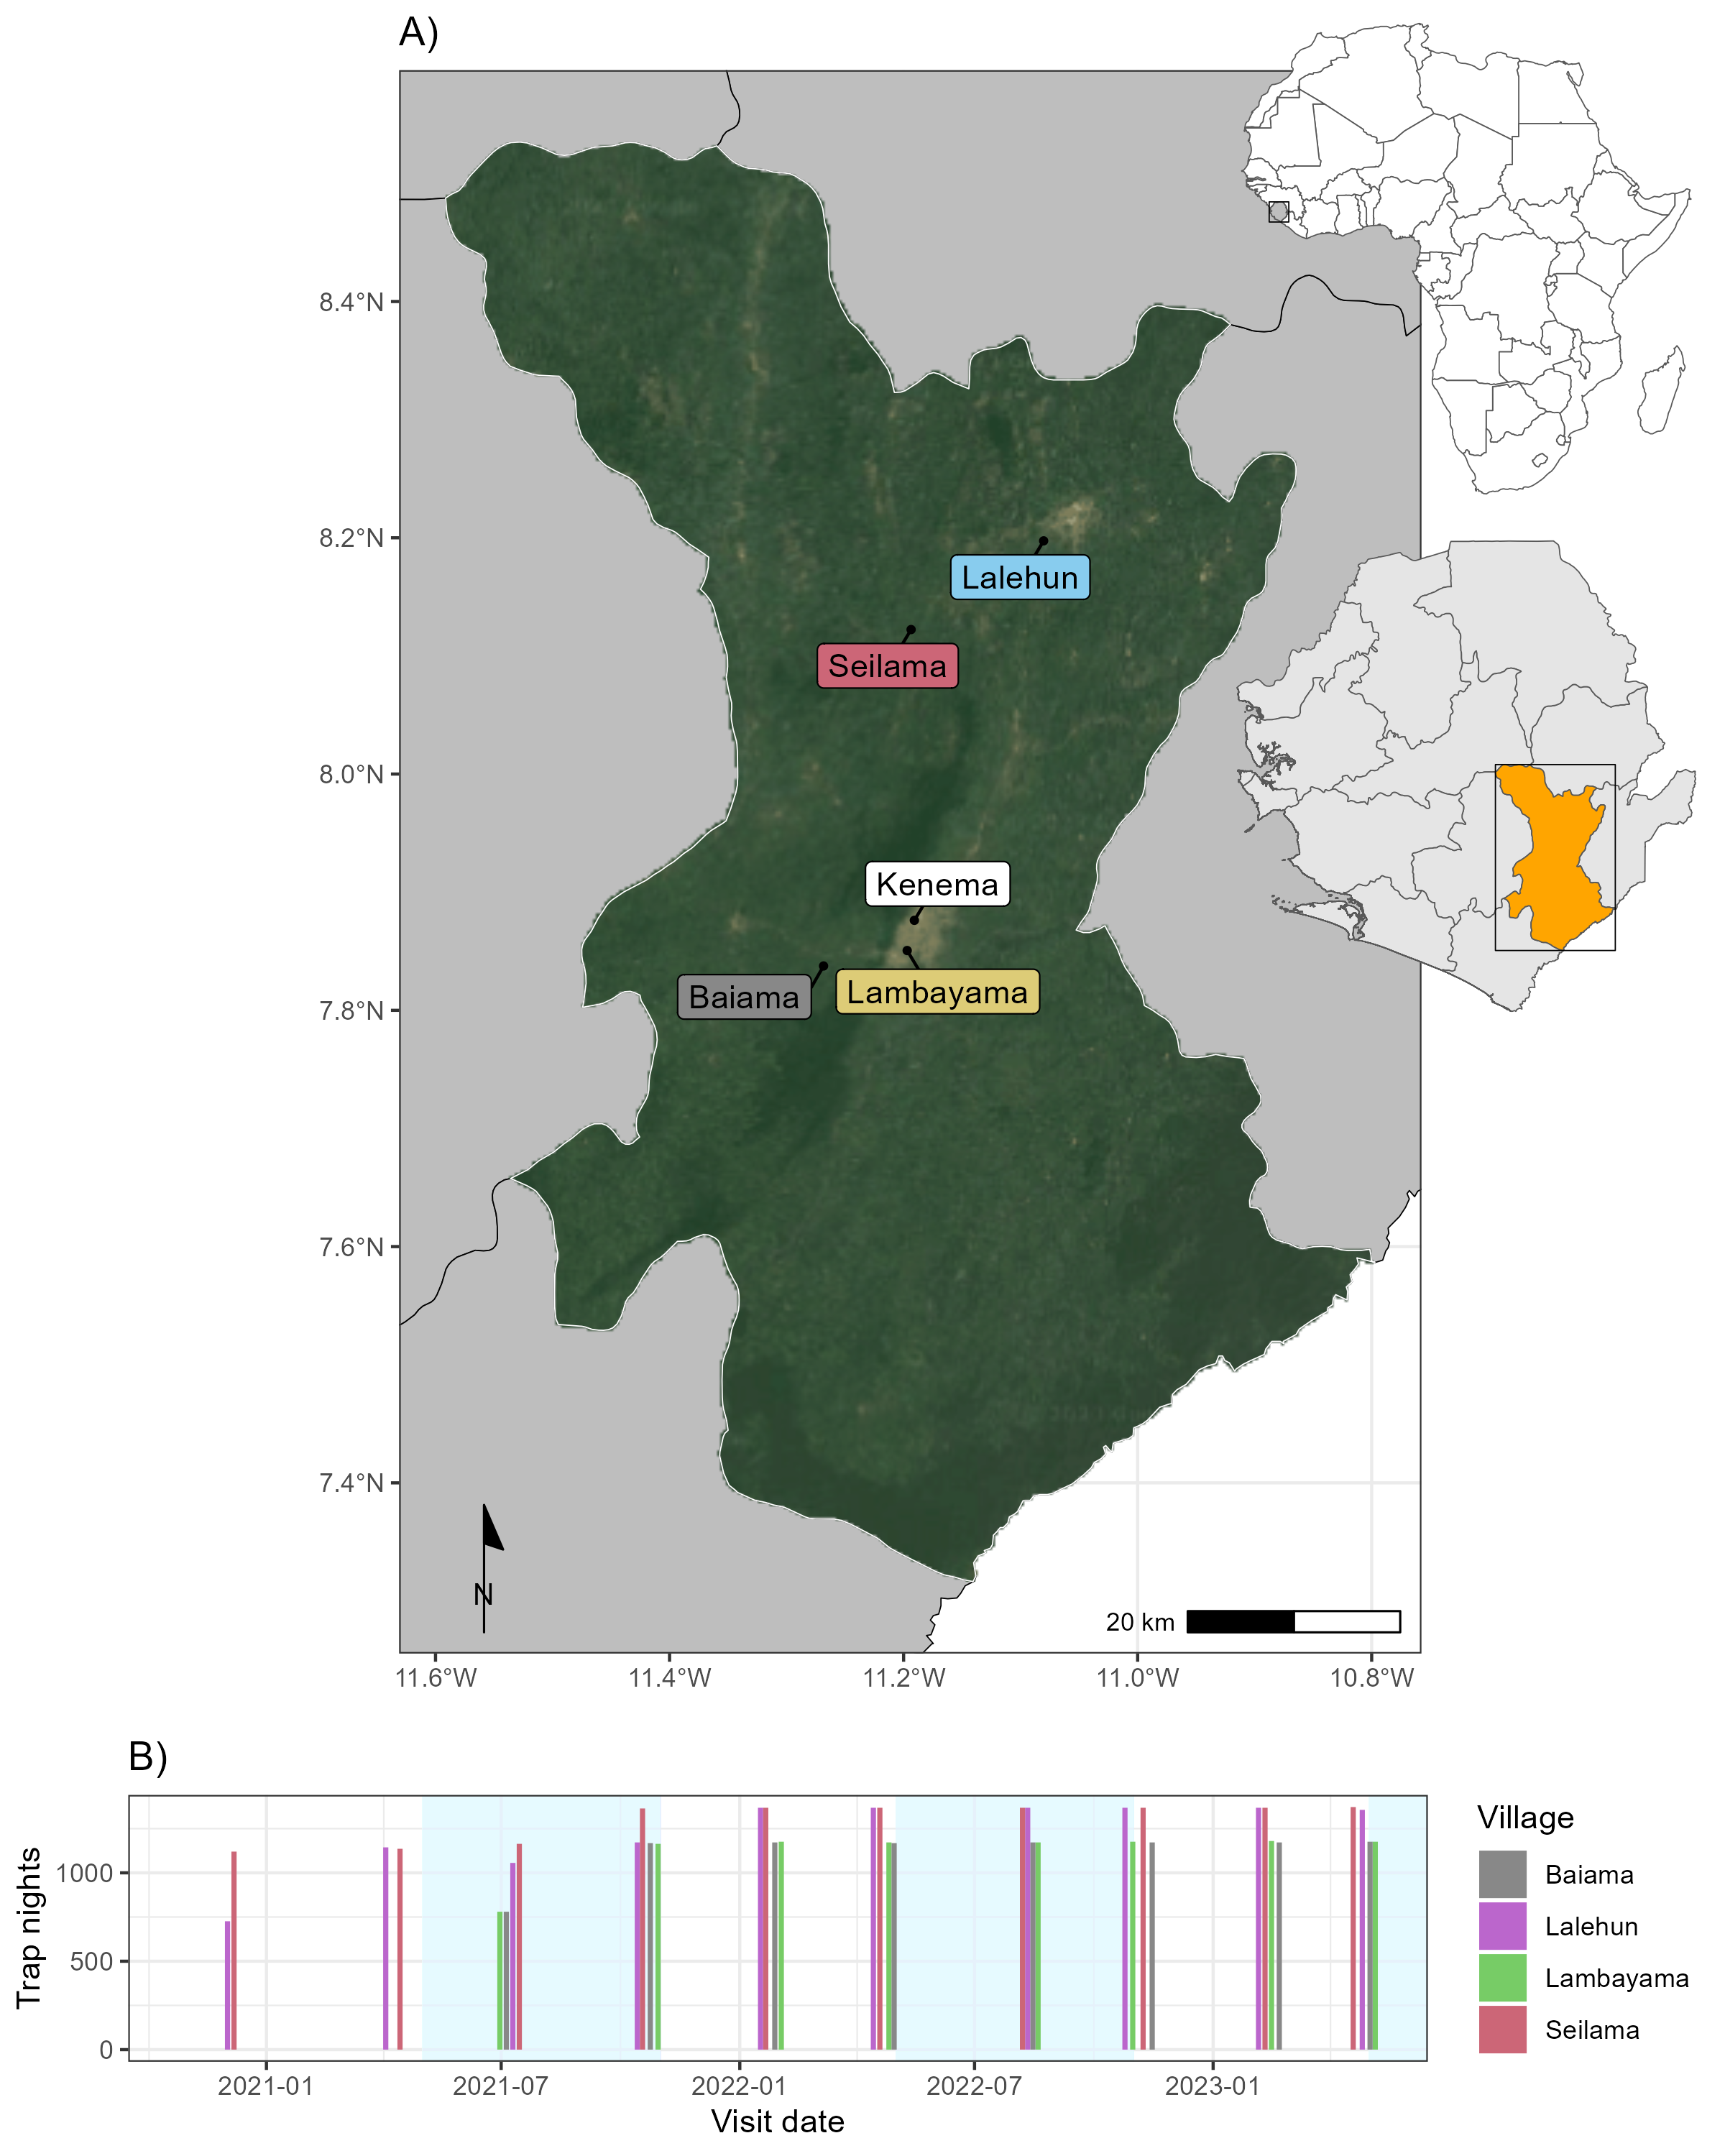 A)
8.4°N
8.2°N
8.0°N
7.8°N
7.6°N
7.4°N
Lalehun
Seilama
Kenema
Baiama
Lambayama
N
20 km
11.6°W 11.4°W 11.2°W 11.0°W 10.8°W
B)
Trap nights
1000
500
0
2021-01 2021-07 2022-01 2022-07 2023-01
Visit date
Village
Baiama
Lalehun
Lambayama
Seilama